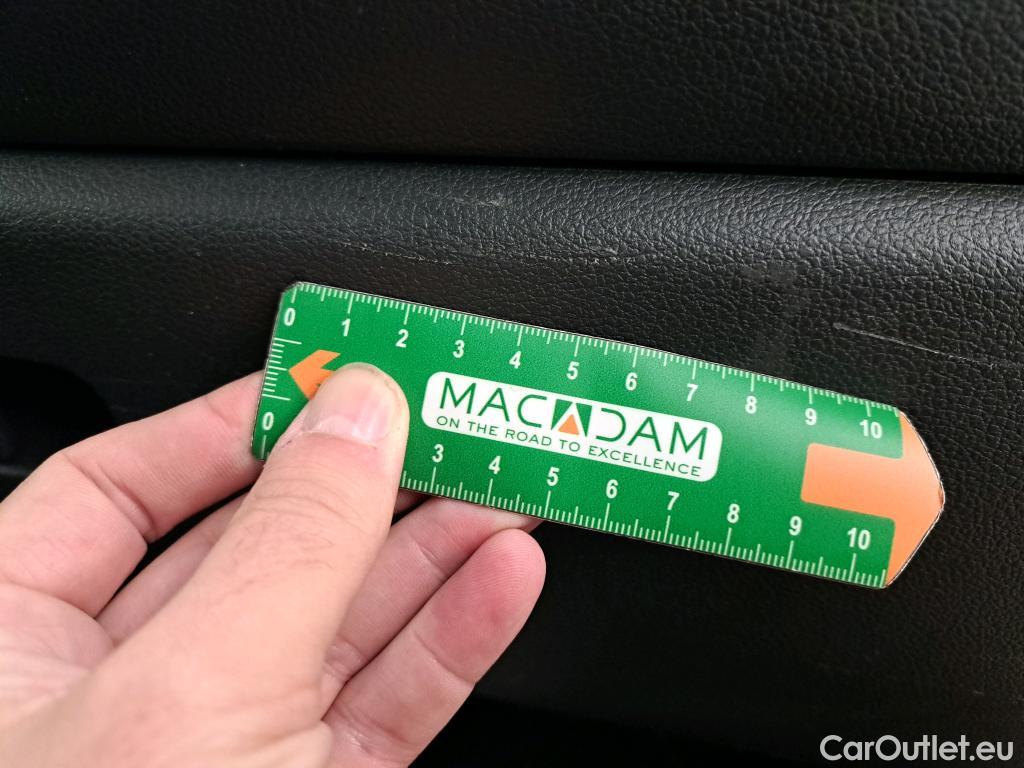 0 1 2 3 4 5 6 7 8 9 10
MACADAM
ON THE ROAD TO EXCELLENCE
0 3 4 5 6 7 8 9 10
CarOutlet.eu